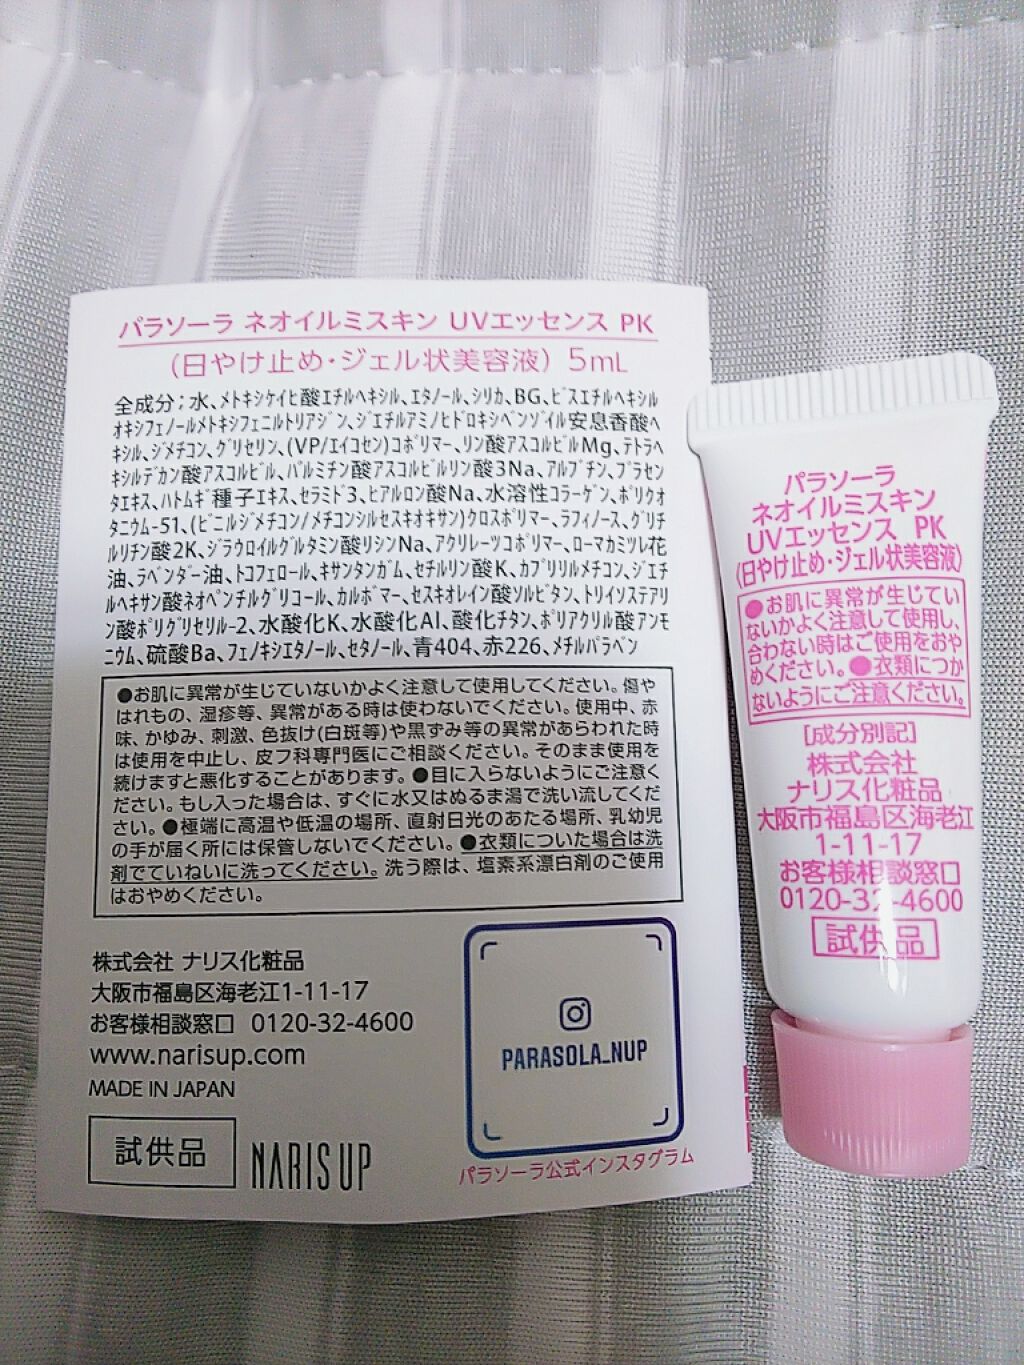 パラソーラ ネオイルミスキン UVエッセンス PK
(日やけ止め・ジェル状美容液) 5mL
全成分;水､ﾒﾄｷｼｹｲﾋ酸ｴﾁﾙﾍｷｼﾙ､ｴﾀﾉｰﾙ､ｼﾘｶ､BG､ﾋﾞｽｴﾁﾙﾍｷｼﾙ
ｵｷｼﾌｪﾉｰﾙﾒﾄｷｼﾌｪﾆﾙﾄﾘｱｼﾞﾝ､ｼﾞｴﾁﾙｱﾐﾉﾋﾄﾞﾛｷｼﾍﾞﾝｿﾞｲﾙ安息香酸ﾍ
ｷｼﾙ､ｼﾞﾒﾁｺﾝ､ｸﾞﾘｾﾘﾝ､(VP/ｴｲｺｾﾝ)ｺﾎﾟﾘﾏｰ､ﾘﾝ酸ｱｽｺﾙﾋﾞﾙMg､ﾃﾄﾗﾍ
ｷｼﾙﾃﾞｶﾝ酸ｱｽｺﾙﾋﾞﾙ､ﾊﾟﾙﾐﾁﾝ酸ｱｽｺﾙﾋﾞﾙﾘﾝ酸3Na､ｱﾙﾌﾞﾁﾝ､ﾌﾟﾗｾﾝ
ﾀｴｷｽ､ﾊﾄﾑｷﾞ種子ｴｷｽ､ｾﾗﾐﾄﾞ3､ﾋｱﾙﾛﾝ酸Na､水溶性ｺﾗｰｹﾞﾝ､ﾎﾟﾘｸｵ
ﾀﾆｳﾑｰ51､(ﾋﾞﾆﾙｼﾞﾒﾁｺﾝ/ﾒﾁｺﾝｼﾙｾｽｷｵｷｻﾝ)ｸﾛｽﾎﾟﾘﾏｰ､ﾗﾌｨﾉｰｽ､ｸﾞﾘﾁ
ﾙﾘﾁﾝ酸2K､ｼﾞﾗｳﾛｲﾙｸﾞﾙﾀﾐﾝ酸ﾘｼﾝNa､ｱｸﾘﾚｰﾂｺﾎﾟﾘﾏｰ､ﾛｰﾏｶﾐﾂﾚ花
油､ﾗﾍﾞﾝﾀﾞｰ油､ﾄｺﾌｪﾛｰﾙ､ｷｻﾝﾀﾝｶﾞﾑ､ｾﾁﾙﾘﾝ酸K､ｶﾌﾟﾘﾘﾙﾒﾁｺﾝ､ｼﾞｴﾁ
ﾙﾍｷｻﾝ酸ﾈｵﾍﾟﾝﾁﾙｸﾞﾘｺｰﾙ､ｶﾙﾎﾞﾏｰ､ｾｽｷｵﾚｲﾝ酸ｿﾙﾋﾞﾀﾝ､ﾄﾘｲｿｽﾃｱﾘ
ﾝ酸ﾎﾟﾘｸﾞﾘｾﾘﾙ-2､水酸化K､水酸化Al､酸化ﾁﾀﾝ､ﾎﾟﾘｱｸﾘﾙ酸ｱﾝﾓ
ﾆｳﾑ､硫酸Ba､ﾌｪﾉｷｼｴﾀﾉｰﾙ､ｾﾀﾉｰﾙ､青404､赤226､ﾒﾁﾙﾊﾟﾗﾍﾞﾝ
●お肌に異常が生じていないかよく注意して使用してください。傷や
はれもの、湿疹等、異常がある時は使わないでください。使用中、赤
味、かゆみ、刺激、色抜け(白斑等)や黒ずみ等の異常があらわれた時
は使用を中止し、皮フ科専門医にご相談ください。そのまま使用を
続けますと悪化することがあります。●目に入らないようにご注意く
ださい。もし入った場合は、すぐに水又はぬるま湯で洗い流してくだ
さい。●極端に高温や低温の場所、直射日光のあたる場所、乳幼児
の手が届く所には保管しないでください。●衣類についた場合は洗
剤でていねいに洗ってください。洗う際は、塩素系漂白剤のご使用
はおやめください。
株式会社 ナリス化粧品
大阪市福島区海老江1-11-17
お客様相談窓口 0120-32-4600
www.narisup.com
MADE IN JAPAN
試供品
NARIS UP
PARASOLA_NUP
パラソーラ公式インスタグラム
パラソーラ
ネオイルミスキン
UVエッセンス PK
(日やけ止め・ジェル状美容液)
●お肌に異常が生じてい
ないかよく注意して使用し、
合わない時はご使用をおや
めください。●衣類につか
ないようにご注意ください。
[成分別記]
株式会社
ナリス化粧品
大阪市福島区海老江
1-11-17
お客様相談窓口
0120-32-4600
試供品